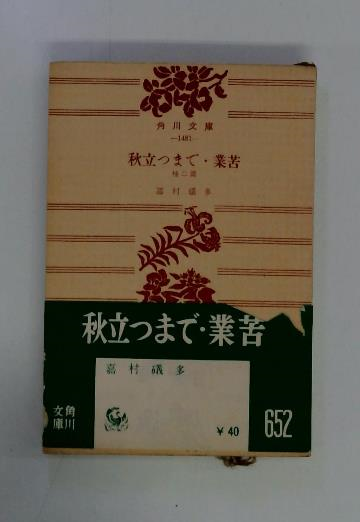 角川文庫
—1481—
秋立つまで・業苦
他二篇
嘉村礒多
秋立つまで・業苦
嘉村礒多
¥40
角川文庫
652